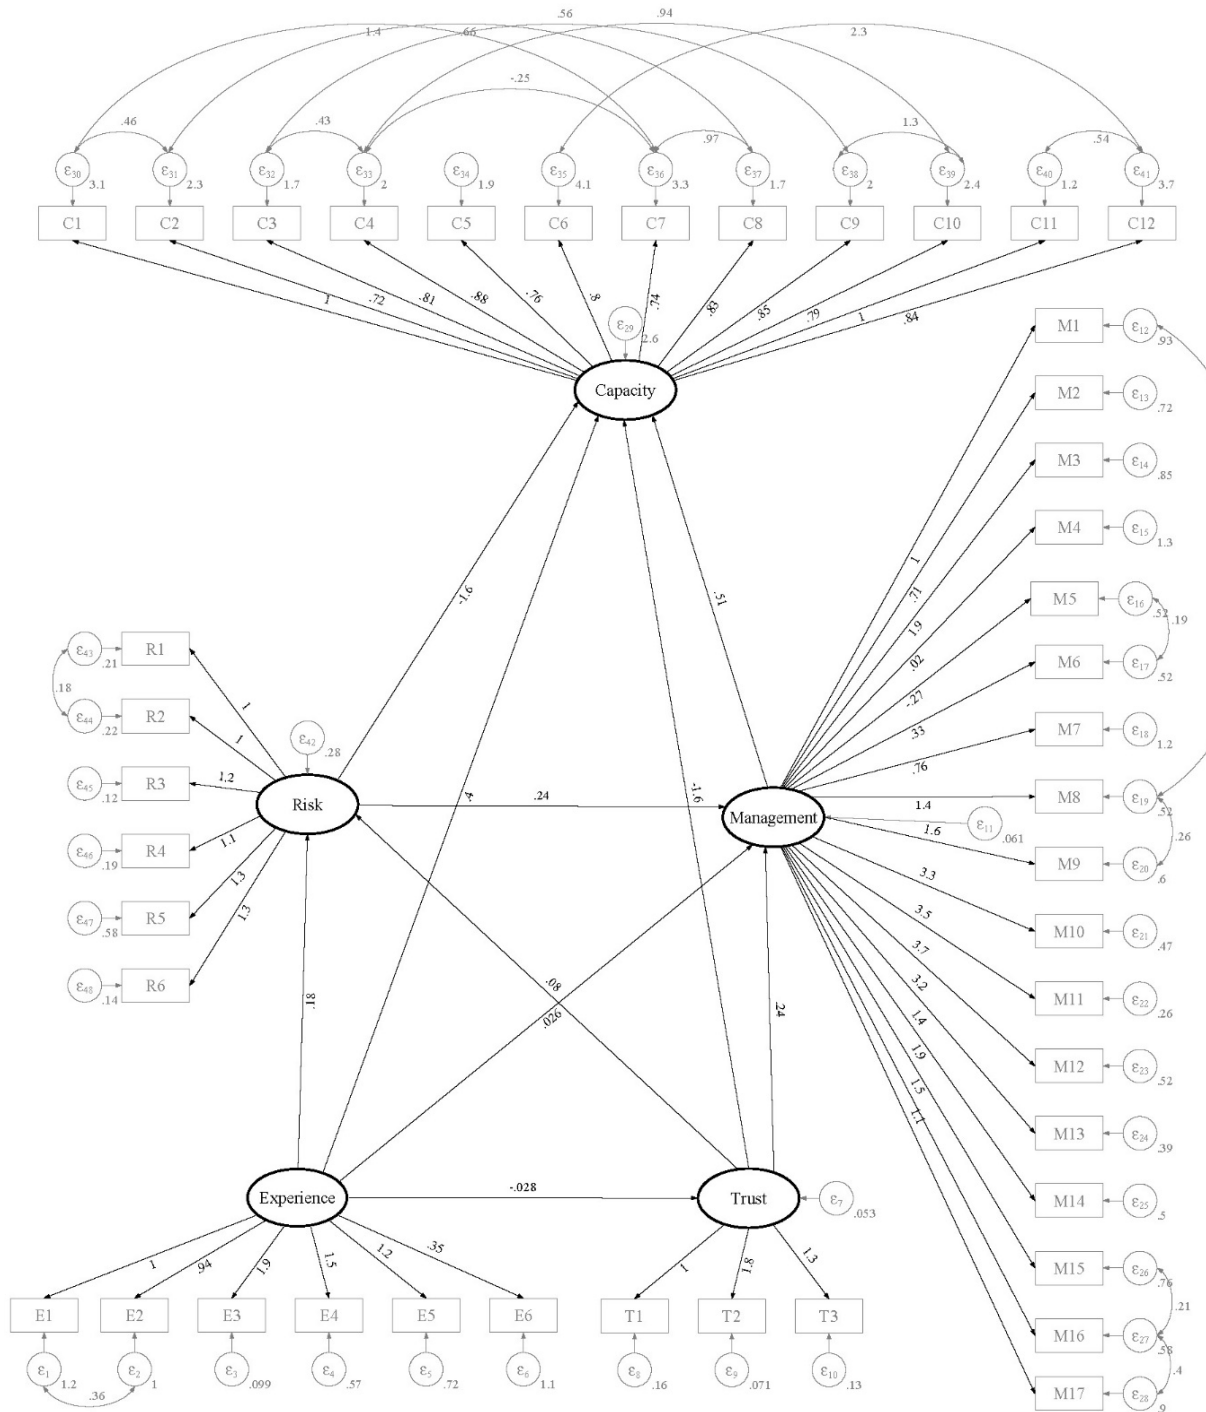 .56 .94
1.4 .66 2.3
-.25
.46 .43 .97 1.3 .54
ε30 ε31 ε32 ε33 ε34 ε35 ε36 ε37 ε38 ε39 ε40 ε41
3.1 2.3 1.7 2 1.9 4.1 3.3 1.7 2 2.4 1.2 3.7
C1 C2 C3 C4 C5 C6 C7 C8 C9 C10 C11 C12
1 .72 .81 .88 .76 .8 .74 .83 .85 .79 1 .84
ε29 2.6
Capacity
M1 ε12 .93
M2 ε13 .72
M3 ε14 .85
M4 ε15 1.3
M5 ε16 .52 .19
M6 ε17 .52
M7 ε18 1.2
M8 ε19 .52
M9 ε20 .6 .26
M10 ε21 .47
M11 ε22 .26
M12 ε23 .52
M13 ε24 .39
M14 ε25 .5
M15 ε26 .76
.21
M16 ε27 .58
.4
M17 ε28 .9
1
.71
1.9
.02
-.27
.33
.76
1.4
1.6
3.3
3.5
3.7
3.2
1.4
1.9
1.5
1.1
-1.6 .51
ε43 .21 R1
.18
ε44 .22 R2
ε45 .12 R3
ε46 .19 R4
ε47 .58 R5
ε48 .14 R6
1
1
1.2
1.1
1.3
1.3
ε42 .28
Risk
.24
Management
ε11 .061
-1.6
.18 .08 .026 .24
Experience
-.028
Trust
ε7 .053
1 .94 1.9 1.5 1.2 .35 1 1.8 1.3
E1 E2 E3 E4 E5 E6 T1 T2 T3
ε1 ε2 ε3 ε4 ε5 ε6 ε8 ε9 ε10
1.2 1 .099 .57 .72 1.1 .16 .071 .13
.36